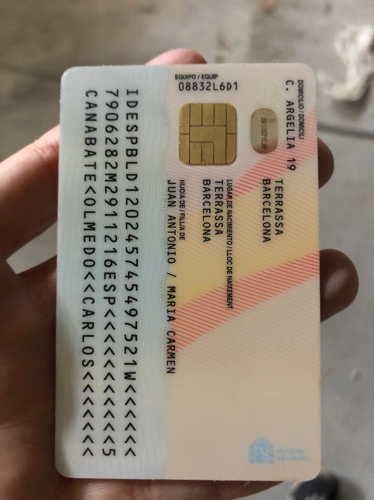 DOMICILIO / DOMICILI
C. ARGELIA 19
TERRASSA
BARCELONA
LUGAR DE NACIMIENTO / LLOC DE NAIXEMENT
TERRASSA
BARCELONA
HIJO/A DE / FILL/A DE
JUAN ANTONIO / MARIA CARMEN
EQUIPO / EQUIP
08832L6D1
IDESPBLD120245745497521W<<<<<<
7906282M2911216ESP<<<<<<<<<<<5
CANABATE<OLMEDO<<CARLOS<<<<<<<